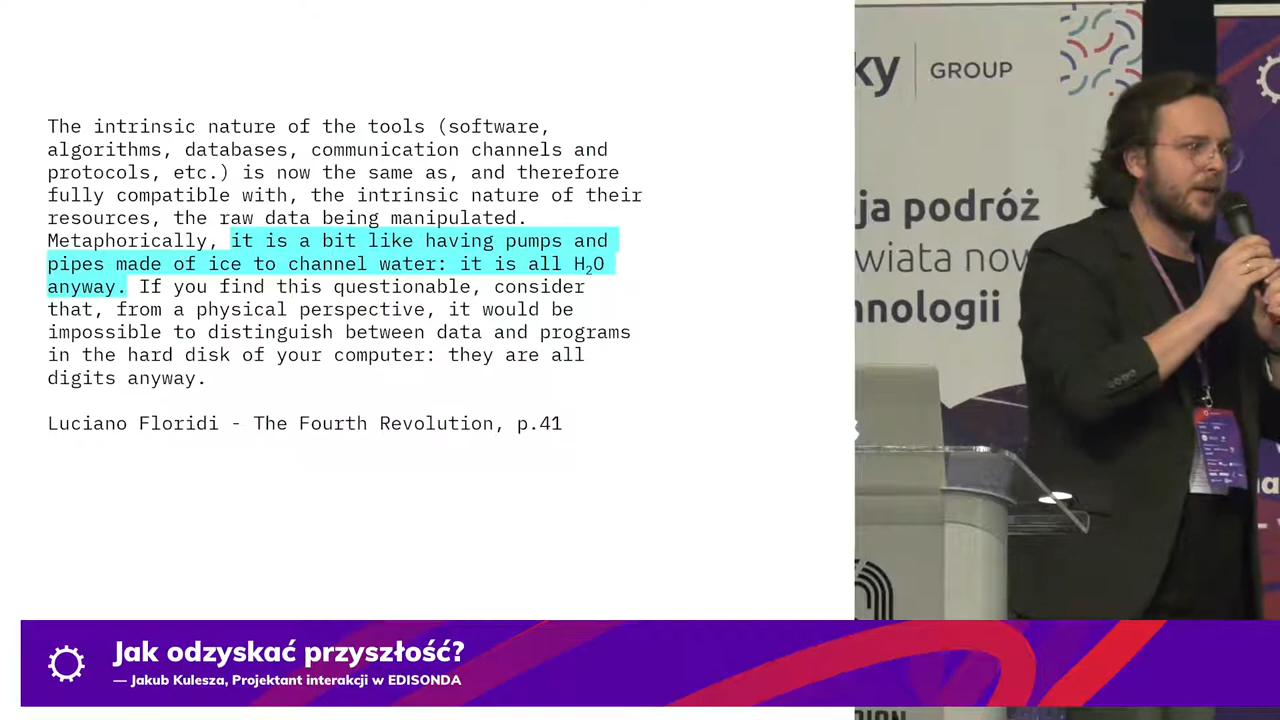 The intrinsic nature of the tools (software,
algorithms, databases, communication channels and
protocols, etc.) is now the same as, and therefore
fully compatible with, the intrinsic nature of their
resources, the raw data being manipulated.
Metaphorically, it is a bit like having pumps and
pipes made of ice to channel water: it is all H₂O
anyway. If you find this questionable, consider
that, from a physical perspective, it would be
impossible to distinguish between data and programs
in the hard disk of your computer: they are all
digits anyway.
Luciano Floridi - The Fourth Revolution, p.41
ky GROUP
ja podróż
wiata now
nologii
Jak odzyskać przyszłość?
— Jakub Kulesza, Projektant interakcji w EDISONDA